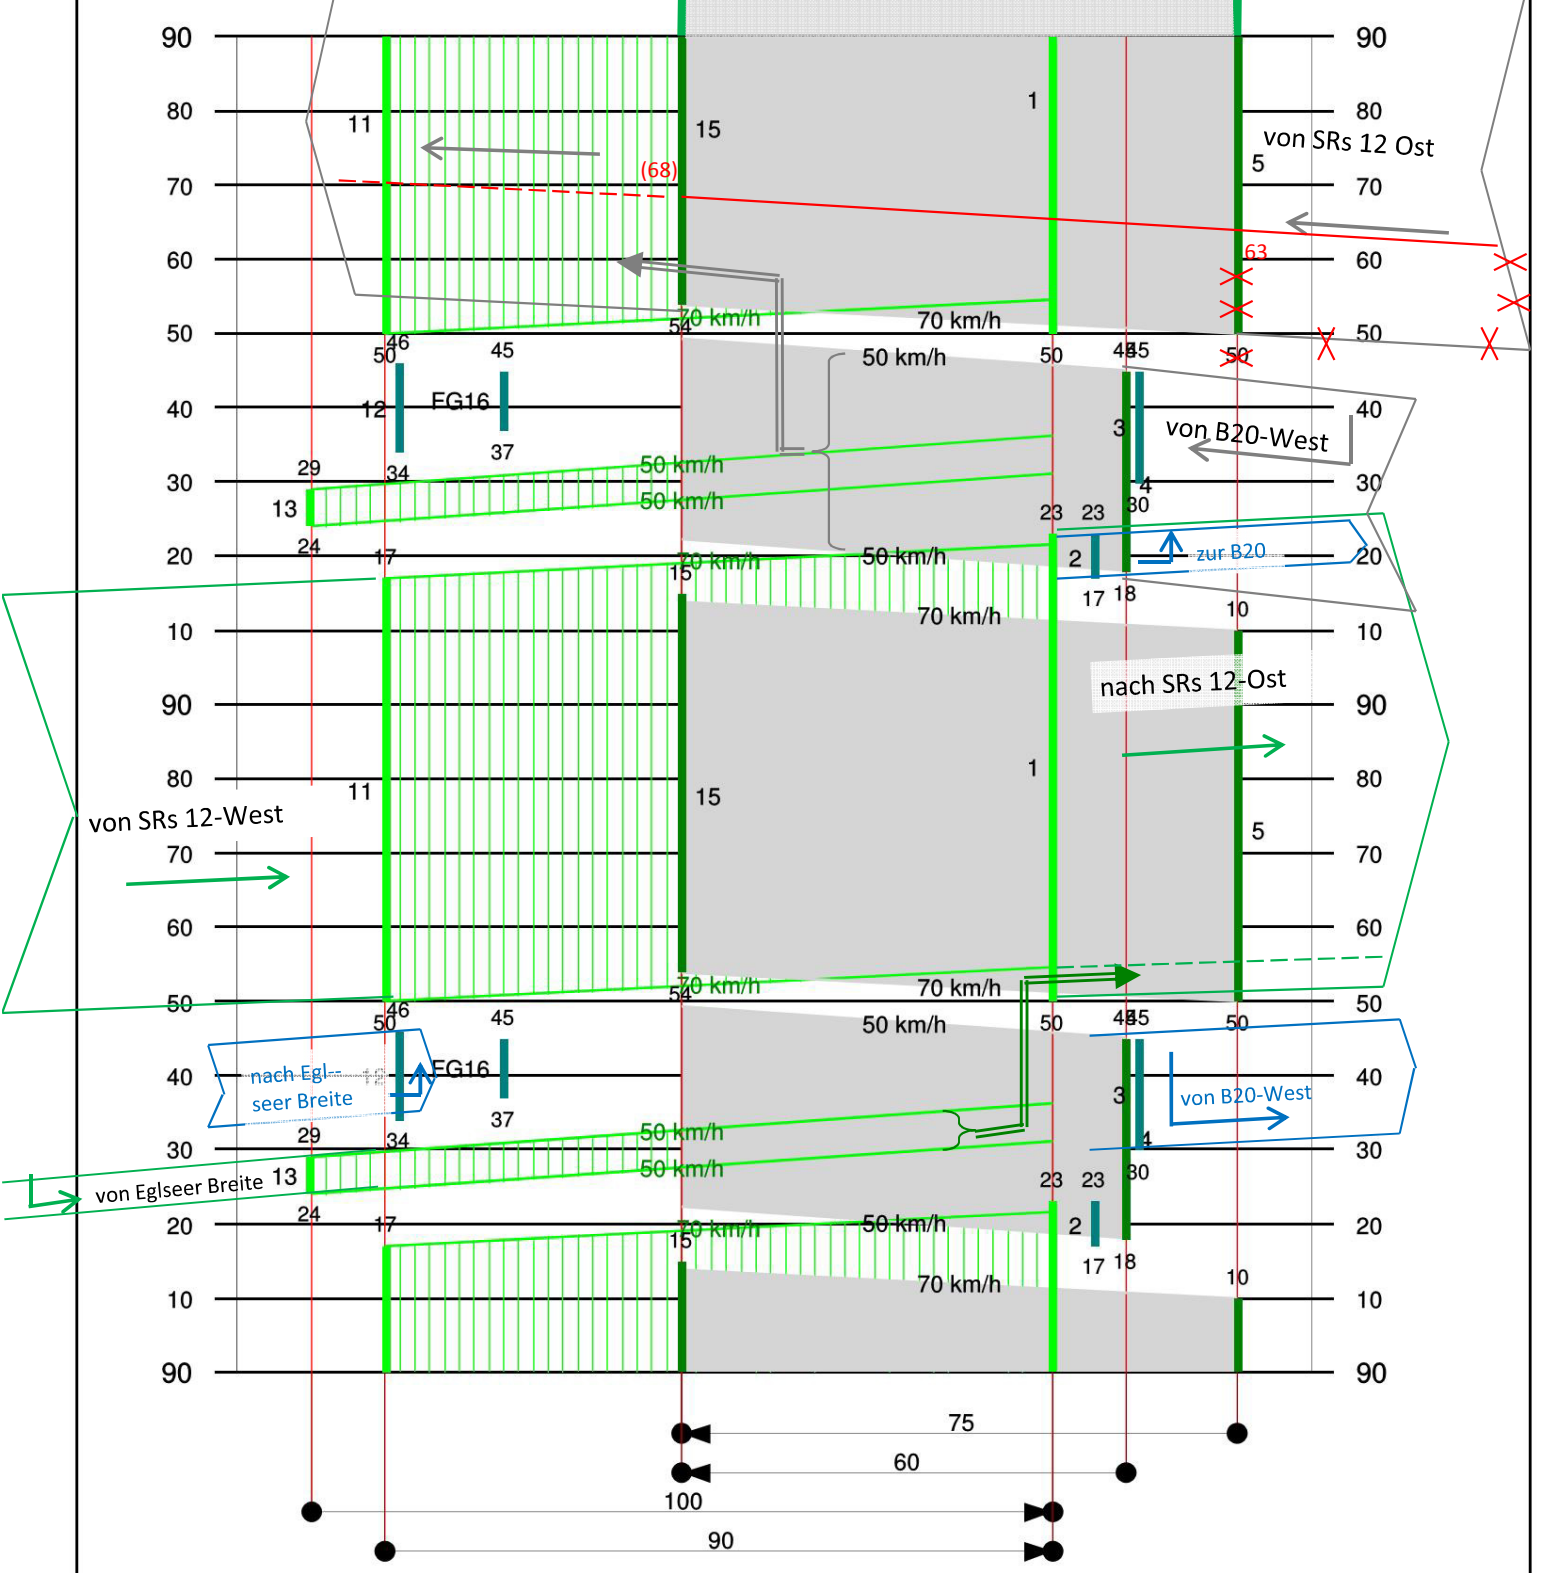 90 90
80 1 80
11 15 von SRs 12 Ost
5
(68)
70 70
63
60 60
70 km/h 70 km/h
50 54 50
46 45 50 km/h 50 45 50
50
40 12 FG16 3 von B20-West 40
37
29 34 50 km/h
30 4 30
13 50 km/h 23 23 30
24 17 50 km/h
20 70 km/h 2 zur B20 20
15 17 18
10 70 km/h 10
10
nach SRs 12-Ost
90 90
80 1 80
11 15
von SRs 12-West 5
70 70
60 60
70 km/h 70 km/h
50 54 50
46 45 50 km/h 50 45 50
50
nach Egl-- FG16
40 40
seer Breite 3 von B20-West
37
29 34 50 km/h 4
30 30
13 50 km/h 23 23 30
von Eglseer Breite
24 17 50 km/h
20 70 km/h 2 20
15 17 18
10 70 km/h 10
10
90 90
75
60
100
90